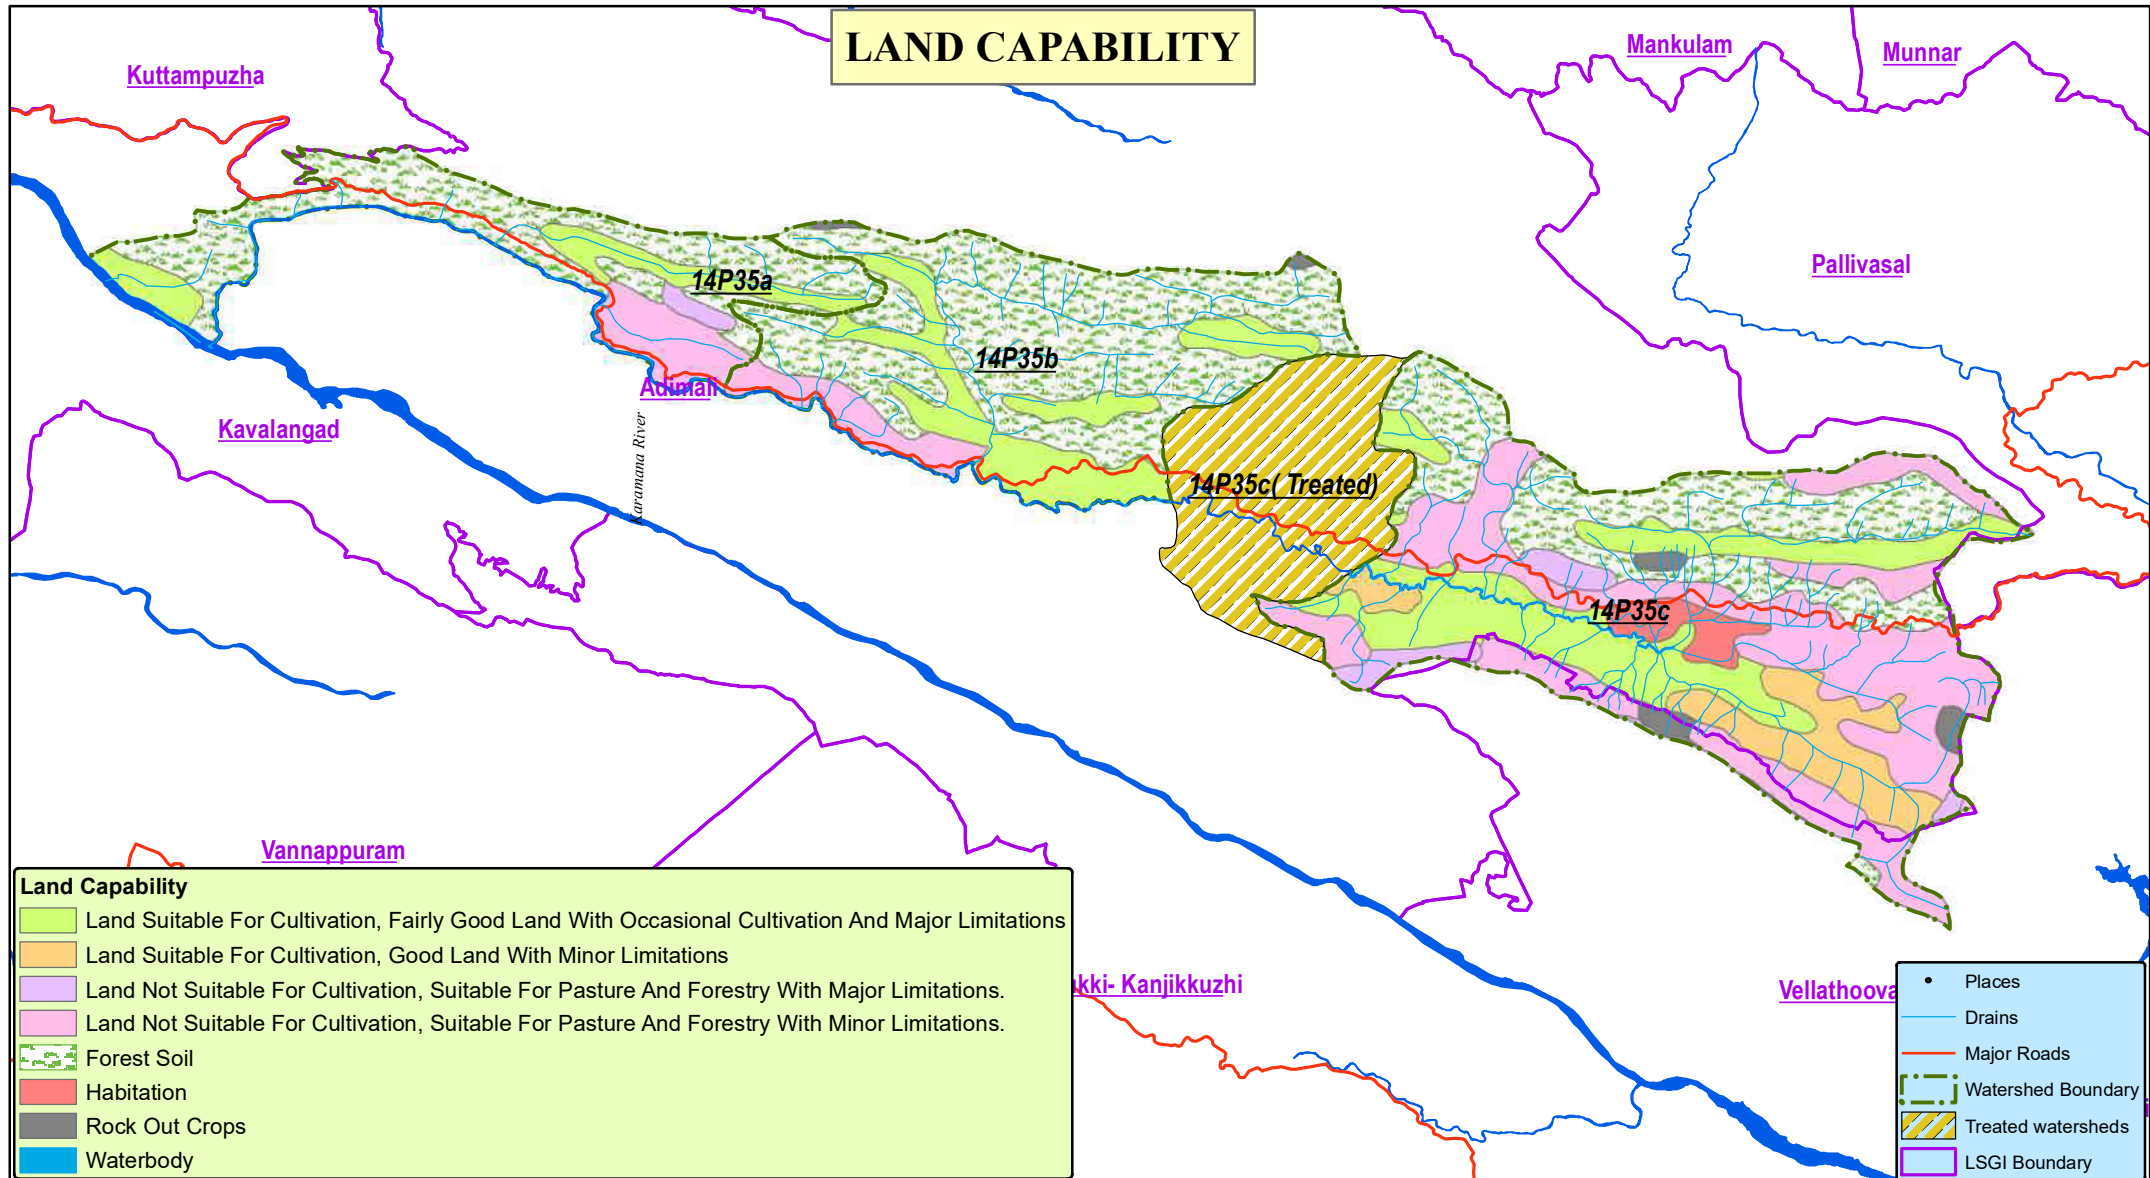 LAND CAPABILITY
Kuttampuzha
Mankulam
Munnar
Pallivasal
14P35a
14P35b
Adimali
Kavalangad
Karamana River
14P35c( Treated)
14P35c
Vannappuram
ukki- Kanjikkuzhi
Vellathoova
Land Capability
Land Suitable For Cultivation, Fairly Good Land With Occasional Cultivation And Major Limitations
Land Suitable For Cultivation, Good Land With Minor Limitations
Land Not Suitable For Cultivation, Suitable For Pasture And Forestry With Major Limitations.
Land Not Suitable For Cultivation, Suitable For Pasture And Forestry With Minor Limitations.
Forest Soil
Habitation
Rock Out Crops
Waterbody
Places
Drains
Major Roads
Watershed Boundary
Treated watersheds
LSGI Boundary